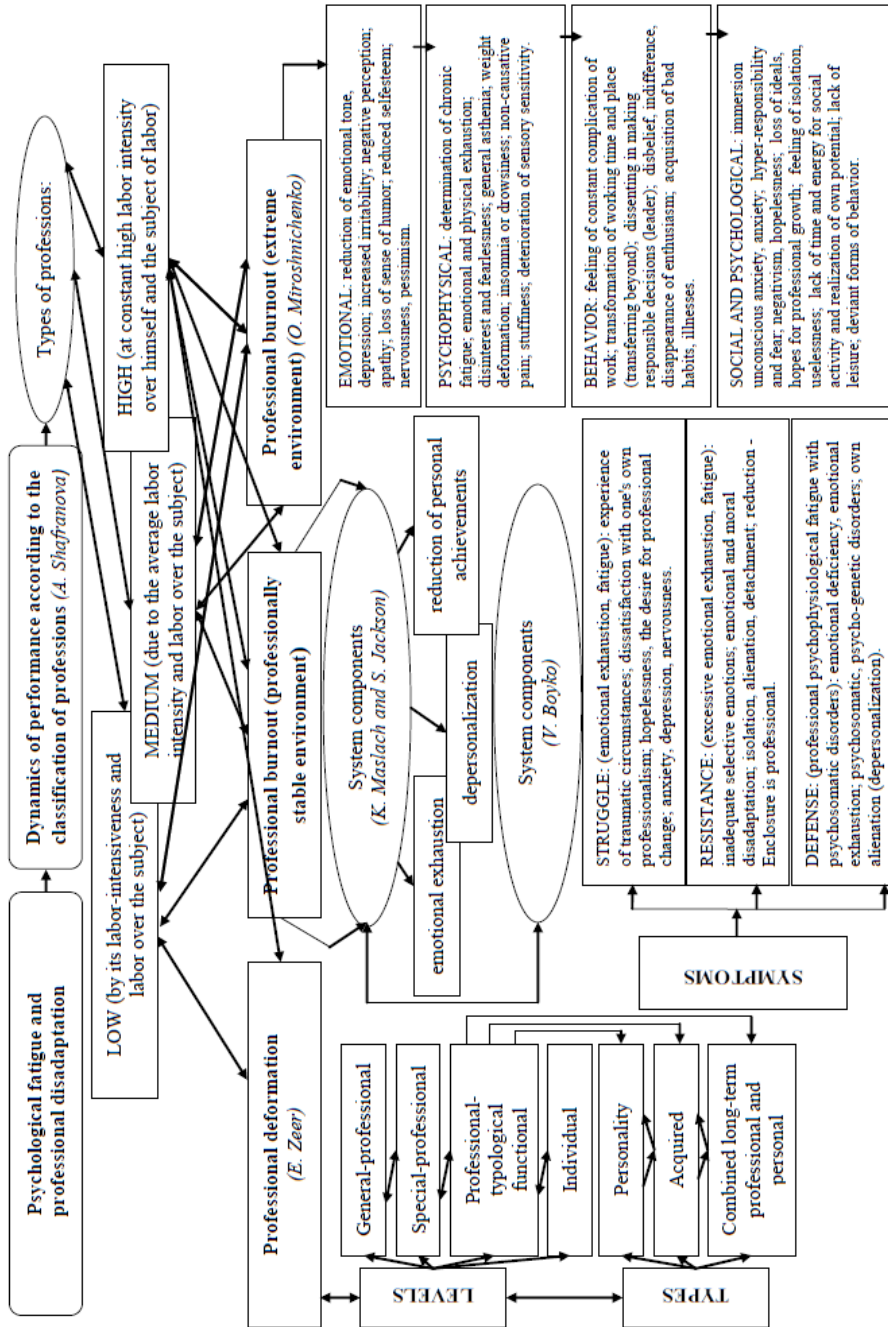 Psychological fatigue and
professional disadaptation
Dynamics of performance according to the
classification of professions (A. Shafranova)
Types of professions:
LOW (by its labor-intensiveness and
labor over the subject)
MEDIUM (due to the average labor
intensity and labor over the subject)
HIGH (at constant high labor intensity
over himself and the subject of labor)
Professional deformation
(E. Zeer)
Professional burnout (professionally
stable environment)
Professional burnout (extreme
environment) (O. Miroshnichenko)
LEVELS
General-professional
Special-professional
Professional-
typological
functional
Individual
TYPES
Personality
Acquired
Combined long-term
professional and
personal
System components
(K. Maslach and S. Jackson)
emotional exhaustion
depersonalization
reduction of personal
achievements
System components
(V. Boyko)
SYMPTOMS
STRUGGLE: (emotional exhaustion, fatigue): experience
of traumatic circumstances; dissatisfaction with one's own
professionalism; hopelessness, the desire for professional
change; anxiety, depression, nervousness.
RESISTANCE: (excessive emotional exhaustion, fatigue):
inadequate selective emotions; emotional and moral
disadaptation; isolation, alienation, detachment; reduction -
Enclosure is professional.
DEFENSE: (professional psychophysiological fatigue with
psychosomatic disorders): emotional deficiency, emotional
exhaustion; psychosomatic, psycho-genetic disorders; own
alienation (depersonalization).
EMOTIONAL: reduction of emotional tone,
depression; increased irritability; negative perception;
apathy; loss of sense of humor; reduced selfesteem;
nervousness, pessimism.
PSYCHOPHYSICAL: determination of chronic
fatigue; emotional and physical exhaustion;
disinterest and fearlessness; general asthenia; weight
deformation; insomnia or drowsiness; non-causative
pain; stuffiness; deterioration of sensory sensitivity.
BEHAVIOR: feeling of constant complication of
work; transformation of working time and place
(transferring beyond); dissenting in making
responsible decisions (leader); disbelief, indifference,
disappearance of enthusiasm; acquisition of bad
habits, illnesses.
SOCIAL AND PSYCHOLOGICAL: immersion
unconscious anxiety, anxiety; hyper-responsibility
and fear; negativism, hopelessness; loss of ideals,
hopes for professional growth; feeling of isolation,
uselessness; lack of time and energy for social
activity and realization of own potential; lack of
leisure; deviant forms of behavior.